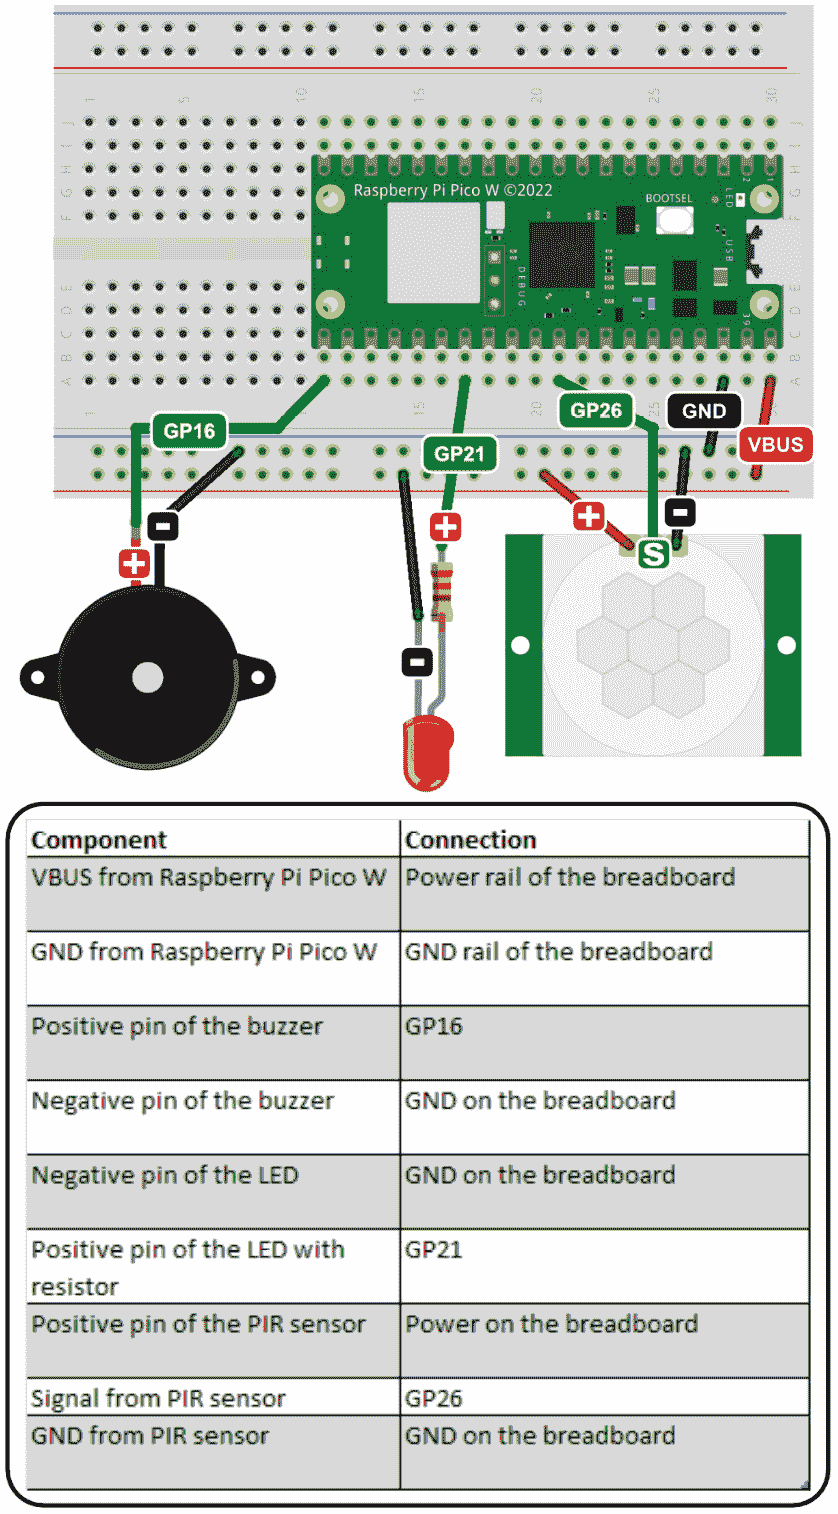 1 5 10 15 20 25 30
J J
I I
H H
G G
F F
Raspberry Pi Pico W ©2022
BOOTSEL
LED
USB
DEBUG
2
1
39
E E
D D
C C
B B
A A
1 15 20
GP16
GP21
GP26
GND
VBUS
+
-
+
-
+
-
S
Component Connection
VBUS from Raspberry Pi Pico W Power rail of the breadboard
GND from Raspberry Pi Pico W GND rail of the breadboard
Positive pin of the buzzer GP16
Negative pin of the buzzer GND on the breadboard
Negative pin of the LED GND on the breadboard
Positive pin of the LED with GP21
resistor
Positive pin of the PIR sensor Power on the breadboard
Signal from PIR sensor GP26
GND from PIR sensor GND on the breadboard